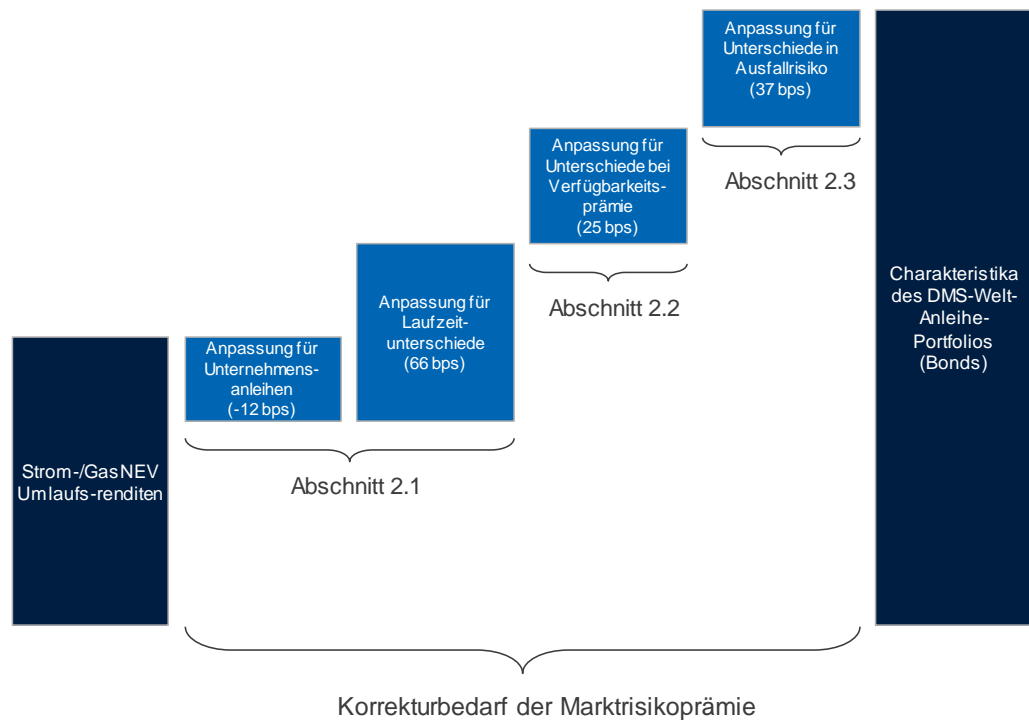 Strom-/GasNEV
Umlaufs-renditen
Anpassung für
Unternehmens-
anleihen
(-12 bps)
Anpassung für
Laufzeit-
unterschiede
(66 bps)
Abschnitt 2.1
Anpassung für
Unterschiede bei
Verfügbarkeits-
prämie
(25 bps)
Abschnitt 2.2
Anpassung für
Unterschiede in
Ausfallrisiko
(37 bps)
Abschnitt 2.3
Charakteristika
des DMS-Welt-
Anleihe-
Portfolios
(Bonds)
Korrekturbedarf der Marktrisikoprämie